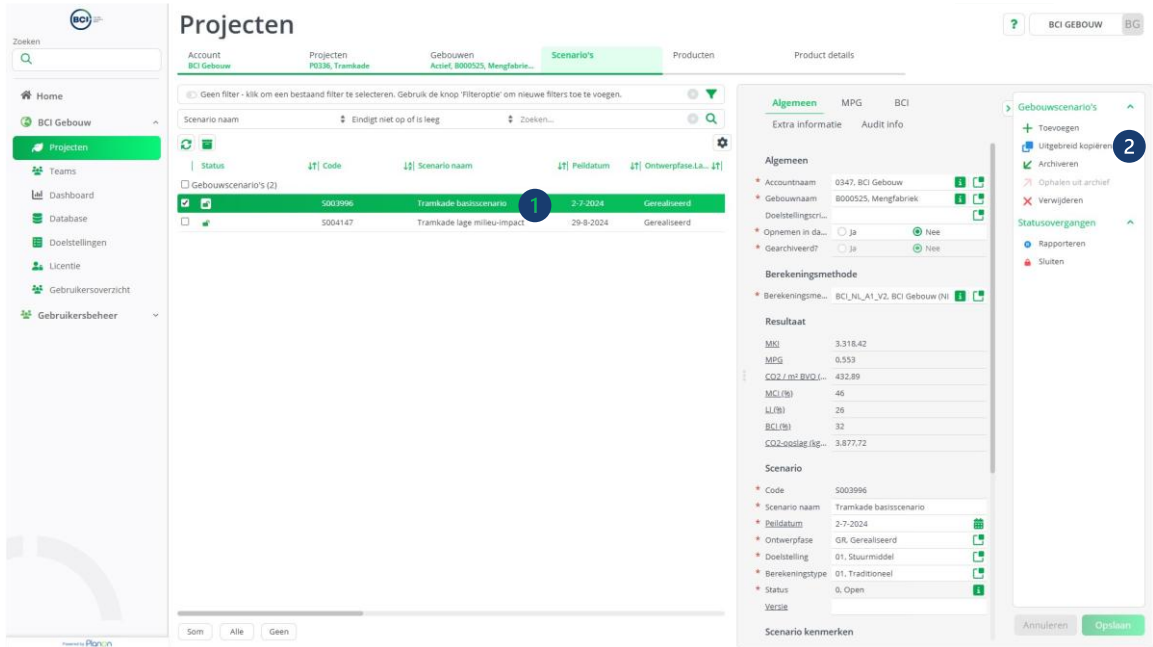 BCI
Projecten
?
BCI GEBOUW
BG
Zoeken
Account
BCI Gebouw
Projecten
P0336, Tramkade
Gebouwen
Actief, B000525, Mengfabrie...
Scenario's
Producten
Product details
Home
BCI Gebouw
Projecten
Teams
Dashboard
Database
Doelstellingen
Licentie
Gebruikersoverzicht
Gebruikersbeheer
Geen filter - klik om een bestaand filter te selecteren. Gebruik de knop 'Filteroptie' om nieuwe filters toe te voegen.
Scenario naam
Eindigt niet op of is leeg
Zoeken...
Status
Code
Scenario naam
Peildatum
Ontwerpfase.La...
Gebouwscenario's (2)
S003996 Tramkade basisscenario 1 2-7-2024 Gerealiseerd
S004147 Tramkade lage milieu-impact 29-8-2024 Gerealiseerd
Som
Alle
Geen
Algemeen
MPG
BCI
Extra informatie
Audit info
Algemeen
* Accountnaam 0347, BCI Gebouw
* Gebouwnaam B000525, Mengfabriek
Doelstellingscri...
* Opnemen in da... Ja Nee
* Gearchiveerd? Ja Nee
Berekeningsmethode
* Berekeningsme... BCI_NL_A1_V2, BCI Gebouw (NI
Resultaat
MKI 3.318,42
MPG 0,553
CO2 / m² BVO (... 432,89
MCI (%) 46
LI (%) 26
BCI (%) 32
CO2-opslag (kg... 3.877,72
Scenario
* Code S003996
* Scenario naam Tramkade basisscenario
* Peildatum 2-7-2024
* Ontwerpfase GR, Gerealiseerd
* Doelstelling 01, Stuurmiddel
* Berekeningstype 01, Traditioneel
* Status 0, Open
Versie
Scenario kenmerken
Gebouwscenario's
Toevoegen
Uitgebreid kopiëren 2
Archiveren
Ophalen uit archief
Verwijderen
Statusovergangen
Rapporteren
Sluiten
Annuleren
Opslaan
Powered by Planon